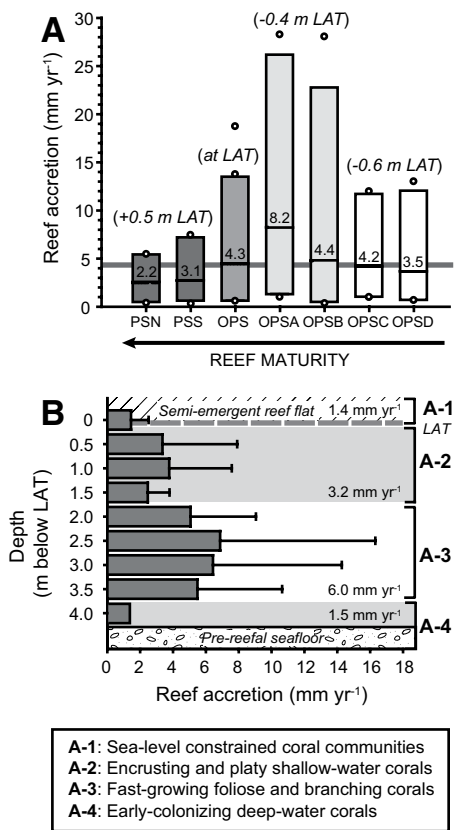 A
(-0.4 m LAT)
(at LAT)
(-0.6 m LAT)
(+0.5 m LAT)
Reef accretion (mm yr-1)
30
25
20
15
10
5
0
2.2
3.1
4.3
8.2
4.4
4.2
3.5
PSN PSS OPS OPSA OPSB OPSC OPSD
REEF MATURITY
B
Semi-emergent reef flat 1.4 mm yr-1 A-1
LAT
A-2
3.2 mm yr-1
A-3
6.0 mm yr-1
1.5 mm yr-1 A-4
Pre-reefal seafloor
Depth
(m below LAT)
0
0.5
1.0
1.5
2.0
2.5
3.0
3.5
4.0
0 2 4 6 8 10 12 14 16 18
Reef accretion (mm yr-1)
A-1: Sea-level constrained coral communities
A-2: Encrusting and platy shallow-water corals
A-3: Fast-growing foliose and branching corals
A-4: Early-colonizing deep-water corals